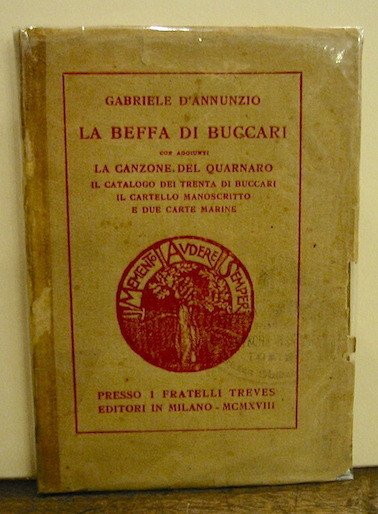 GABRIELE D'ANNUNZIO
LA BEFFA DI BUCCARI
CON AGGIUNTI
LA CANZONE DEL QUARNARO
IL CATALOGO DEI TRENTA DI BUCCARI
IL CARTELLO MANOSCRITTO
E DUE CARTE MARINE
MEMENTO AVDERE SEMPER
PRESSO I FRATELLI TREVES
EDITORI IN MILANO - MCMXVIII